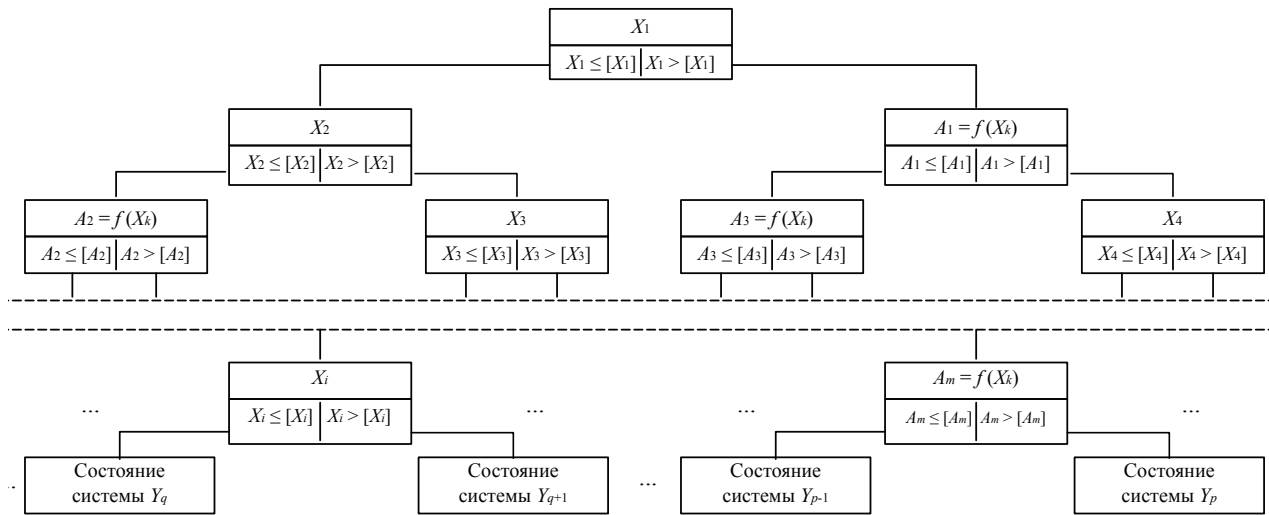 X1
X1 ≤ [X1] X1 > [X1]
X2
X2 ≤ [X2] X2 > [X2]
A1 = f (Xk)
A1 ≤ [A1] A1 > [A1]
A2 = f (Xk)
A2 ≤ [A2] A2 > [A2]
X3
X3 ≤ [X3] X3 > [X3]
A3 = f (Xk)
A3 ≤ [A3] A3 > [A3]
X4
X4 ≤ [X4] X4 > [X4]
Xi
Xi ≤ [Xi] Xi > [Xi]
Am = f (Xk)
Am ≤ [Am] Am > [Am]
... ... ... ...
Состояние
системы Yq
Состояние
системы Yq+1
Состояние
системы Yp-1
Состояние
системы Yp
... ...